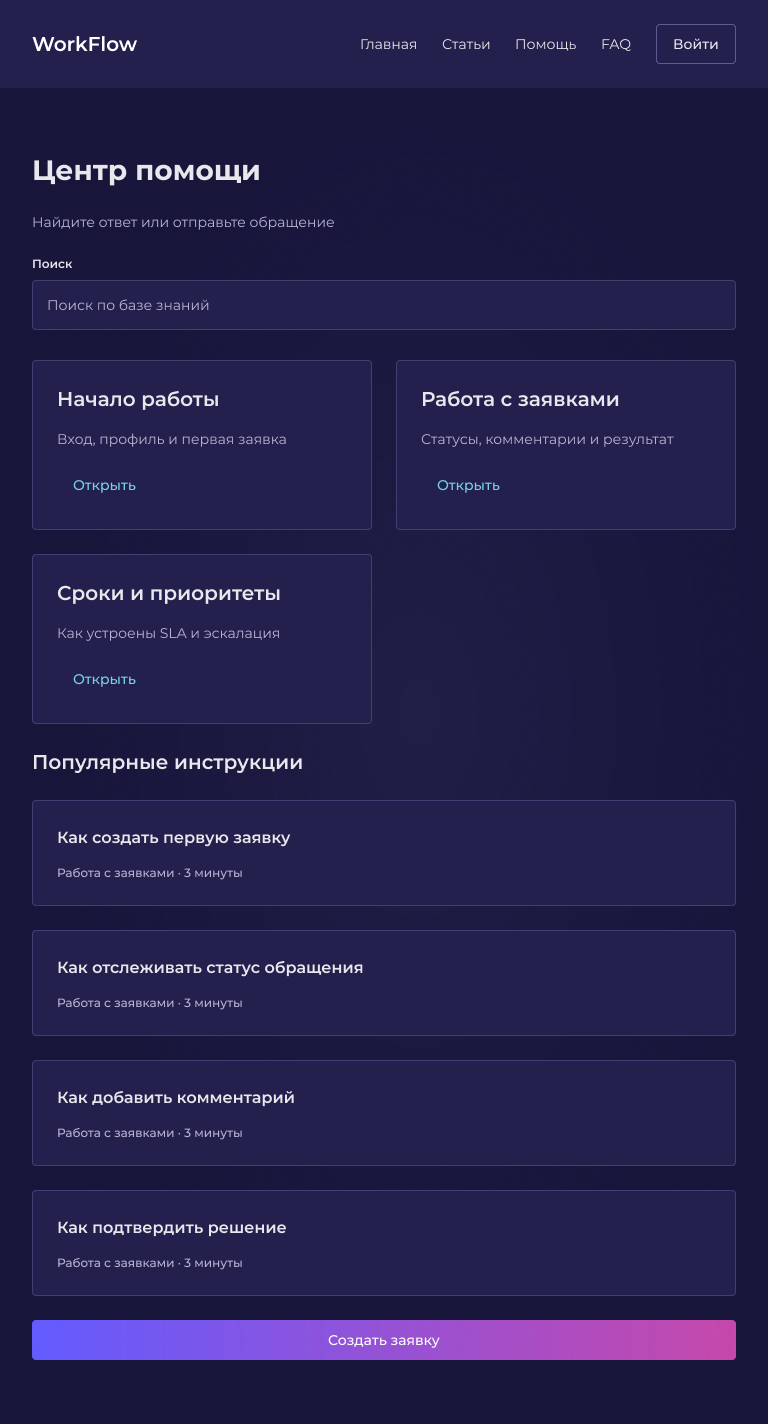 WorkFlow
Главная Статьи Помощь FAQ Войти
Центр помощи
Найдите ответ или отправьте обращение
Поиск
Поиск по базе знаний
Начало работы
Вход, профиль и первая заявка
Открыть
Работа с заявками
Статусы, комментарии и результат
Открыть
Сроки и приоритеты
Как устроены SLA и эскалация
Открыть
Популярные инструкции
Как создать первую заявку
Работа с заявками · 3 минуты
Как отслеживать статус обращения
Работа с заявками · 3 минуты
Как добавить комментарий
Работа с заявками · 3 минуты
Как подтвердить решение
Работа с заявками · 3 минуты
Создать заявку